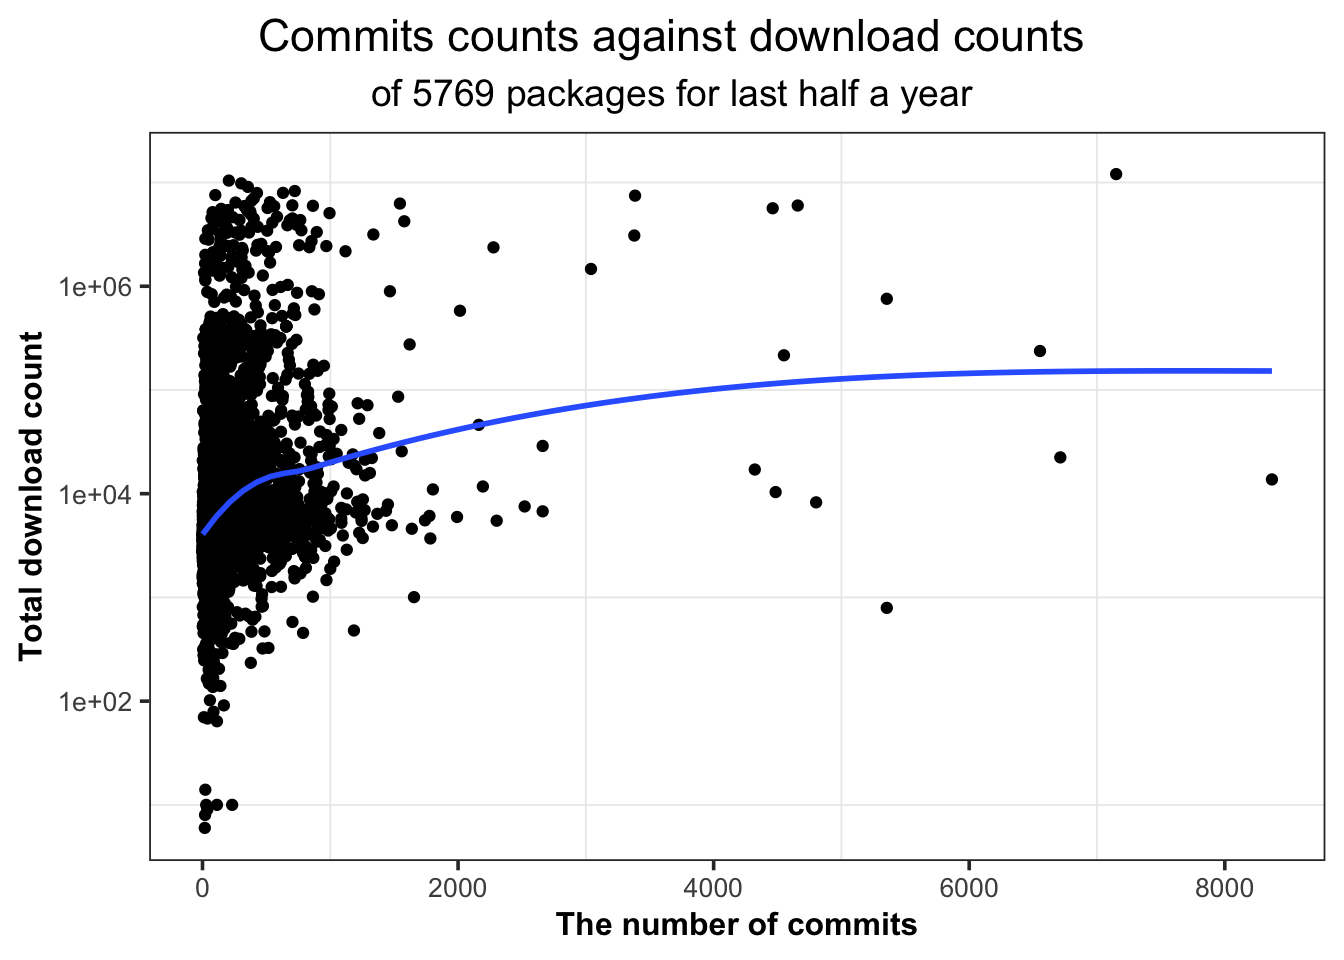 Commits counts against download counts
of 5769 packages for last half a year
Total download count
1e+06
1e+04
1e+02
0 2000 4000 6000 8000
The number of commits